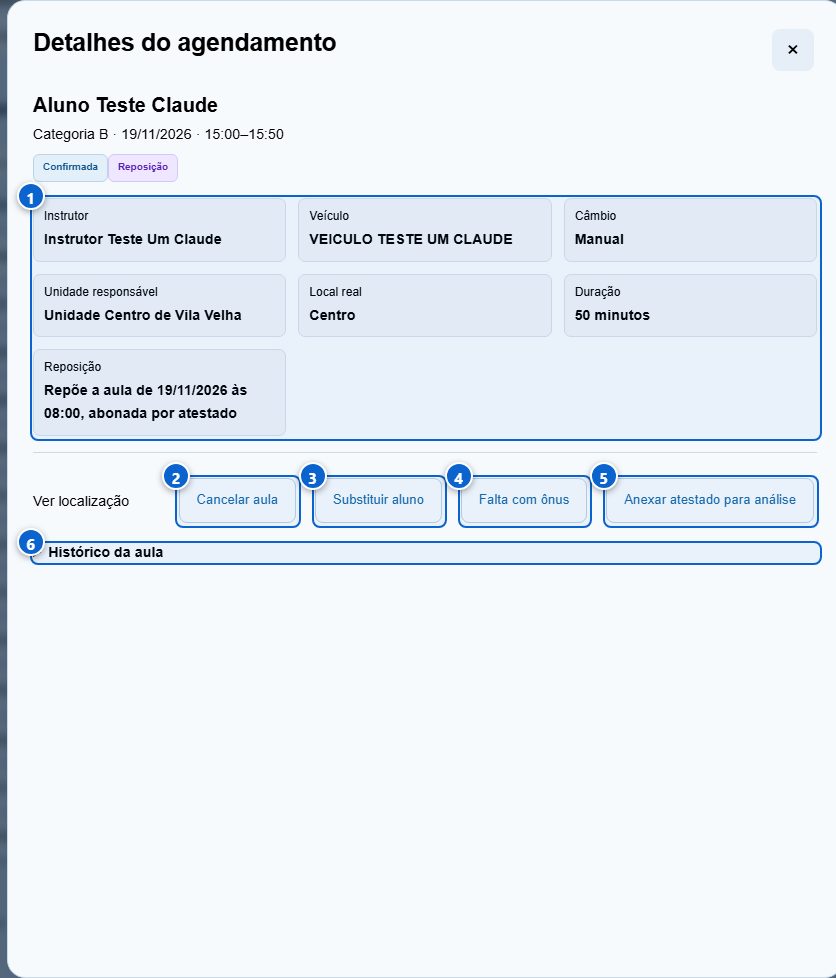 Detalhes do agendamento
×
Aluno Teste Claude
Categoria B · 19/11/2026 · 15:00–15:50
Confirmada Reposição
1
Instrutor
Instrutor Teste Um Claude
Veículo
VEICULO TESTE UM CLAUDE
Câmbio
Manual
Unidade responsável
Unidade Centro de Vila Velha
Local real
Centro
Duração
50 minutos
Reposição
Repõe a aula de 19/11/2026 às
08:00, abonada por atestado
Ver localização
2
Cancelar aula
3
Substituir aluno
4
Falta com ônus
5
Anexar atestado para análise
6
Histórico da aula